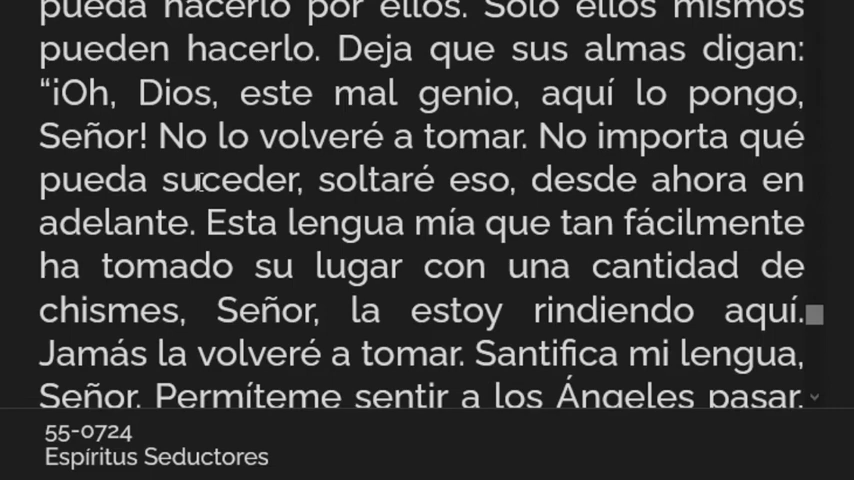 pueda hacerlo por ellos. Solo ellos mismos
pueden hacerlo. Deja que sus almas digan:
“¡Oh, Dios, este mal genio, aquí lo pongo,
Señor! No lo volveré a tomar. No importa qué
pueda suceder, soltaré eso, desde ahora en
adelante. Esta lengua mía que tan fácilmente
ha tomado su lugar con una cantidad de
chismes, Señor, la estoy rindiendo aquí.
Jamás la volveré a tomar. Santifica mi lengua,
Señor. Permíteme sentir a los Ángeles pasar,
55-0724
Espíritus Seductores